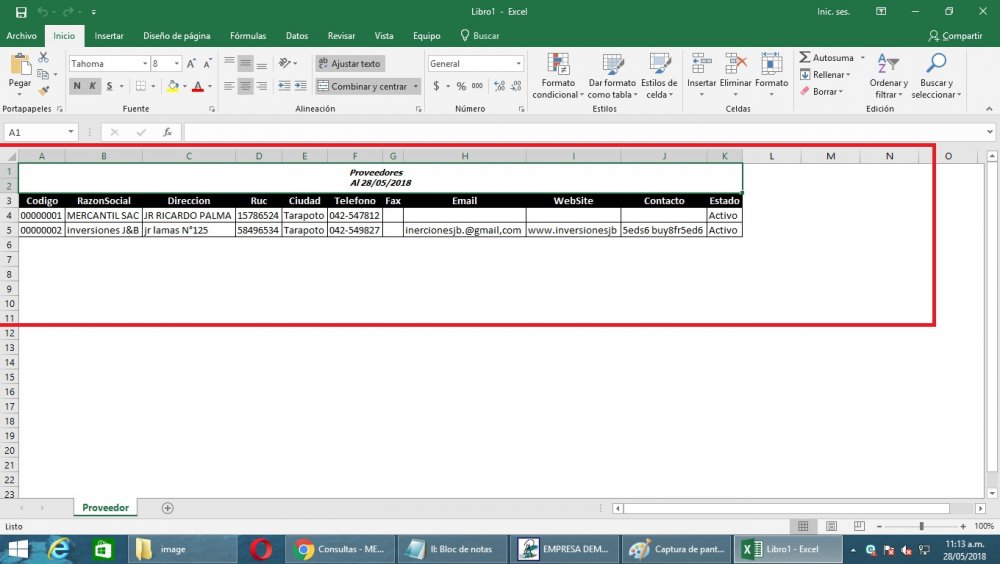 Libro1 - Excel
Inic. ses.
Archivo Inicio Insertar Diseño de página Fórmulas Datos Revisar Vista Equipo Buscar Compartir
Pegar
Tahoma 8 A A
N K S A
Ajustar texto
Combinar y centrar
General
$ % 000
Formato condicional
Dar formato como tabla
Estilos de celda
Insertar Eliminar Formato
Autosuma
Rellenar
Borrar
Ordenar y filtrar
Buscar y seleccionar
Portapapeles Fuente Alineación Número Estilos Celdas Edición
A1 fx
A B C D E F G H I J K L M N O
1 Proveedores
2 Al 28/05/2018
3 Codigo RazonSocial Direccion Ruc Ciudad Telefono Fax Email WebSite Contacto Estado
4 00000001 MERCANTIL SAC JR RICARDO PALMA 15786524 Tarapoto 042-547812 Activo
5 00000002 inversiones J&B jr lamas N°125 58496534 Tarapoto 042-549827 inercionesjb.@gmail,com www.inversionesjb 5eds6 buy8fr5ed6 Activo
6
7
8
9
10
11
12
13
14
15
16
17
18
19
20
21
22
23
Proveedor
Listo 100%
image Consultas - ME... II: Bloc de notas EMPRESA DEM... Captura de pant... Libro1 - Excel
11:13 a.m.
28/05/2018